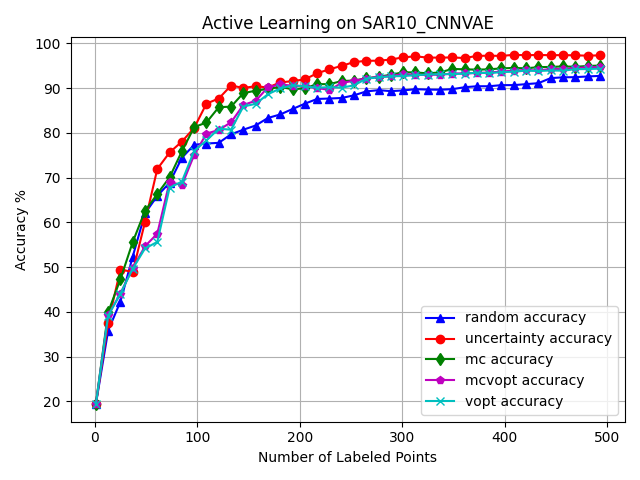 Active Learning on SAR10_CNNVAE
Accuracy %
100
90
80
70
60
50
40
30
20
random accuracy
uncertainty accuracy
mc accuracy
mcvopt accuracy
vopt accuracy
0 100 200 300 400 500
Number of Labeled Points